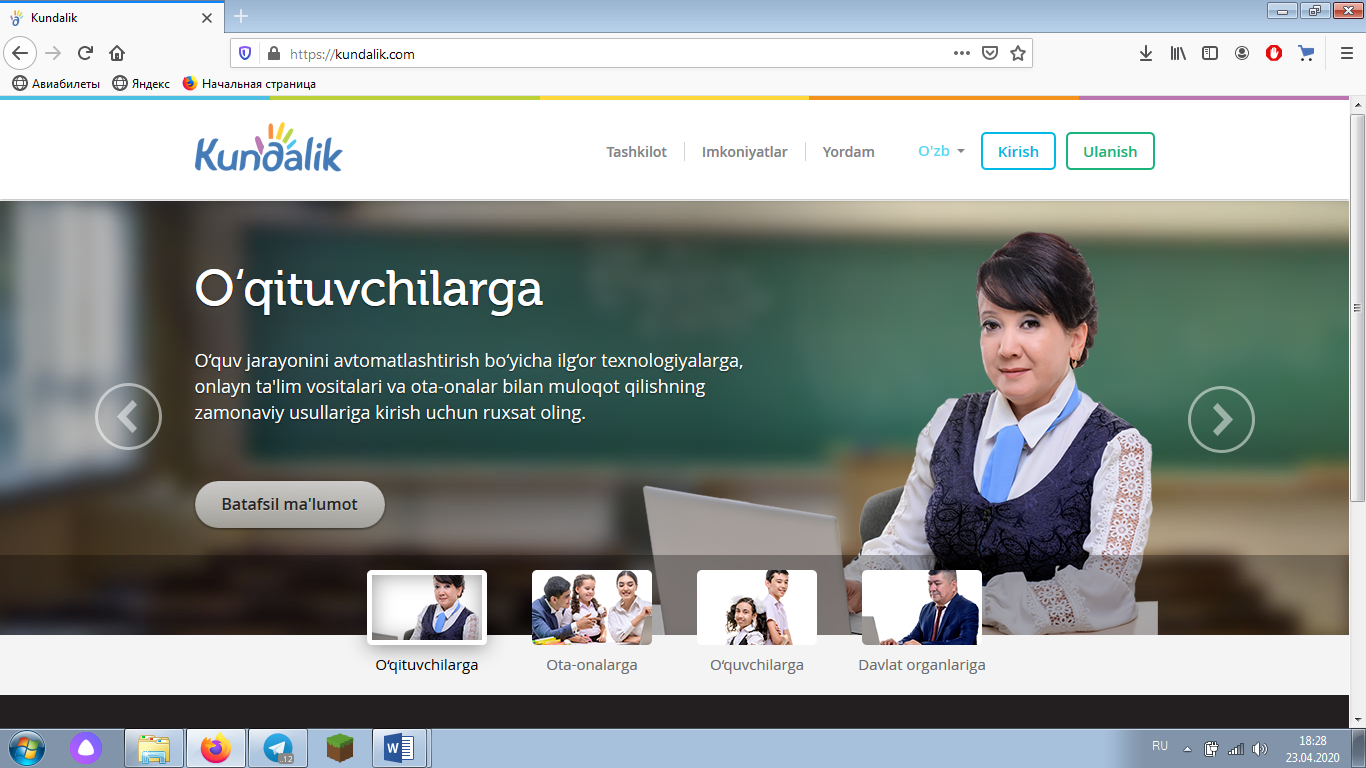 Kundalik
https://kundalik.com
Авиабилеты
Яндекс
Начальная страница
Kundalik
Tashkilot
Imkoniyatlar
Yordam
O'zb
Kirish
Ulanish
O‘qituvchilarga
O‘quv jarayonini avtomatlashtirish bo‘yicha ilg‘or texnologiyalarga,
onlayn ta'lim vositalari va ota-onalar bilan muloqot qilishning
zamonaviy usullariga kirish uchun ruxsat oling.
Batafsil ma'lumot
O‘qituvchilarga
Ota-onalarga
O‘quvchilarga
Davlat organlariga
..12
W
RU
18:28
23.04.2020